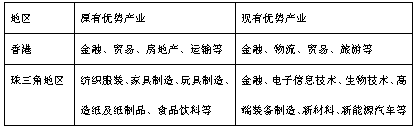 地区 原有优势产业 现有优势产业
香港 金融、贸易、房地产、运输等 金融、物流、贸易、旅游等
珠三角地区 纺织服装、家具制造、玩具制造、 金融、电子信息技术、生物技术、高
造纸及纸制品、食品饮料等 端装备制造、新材料、新能源汽车等